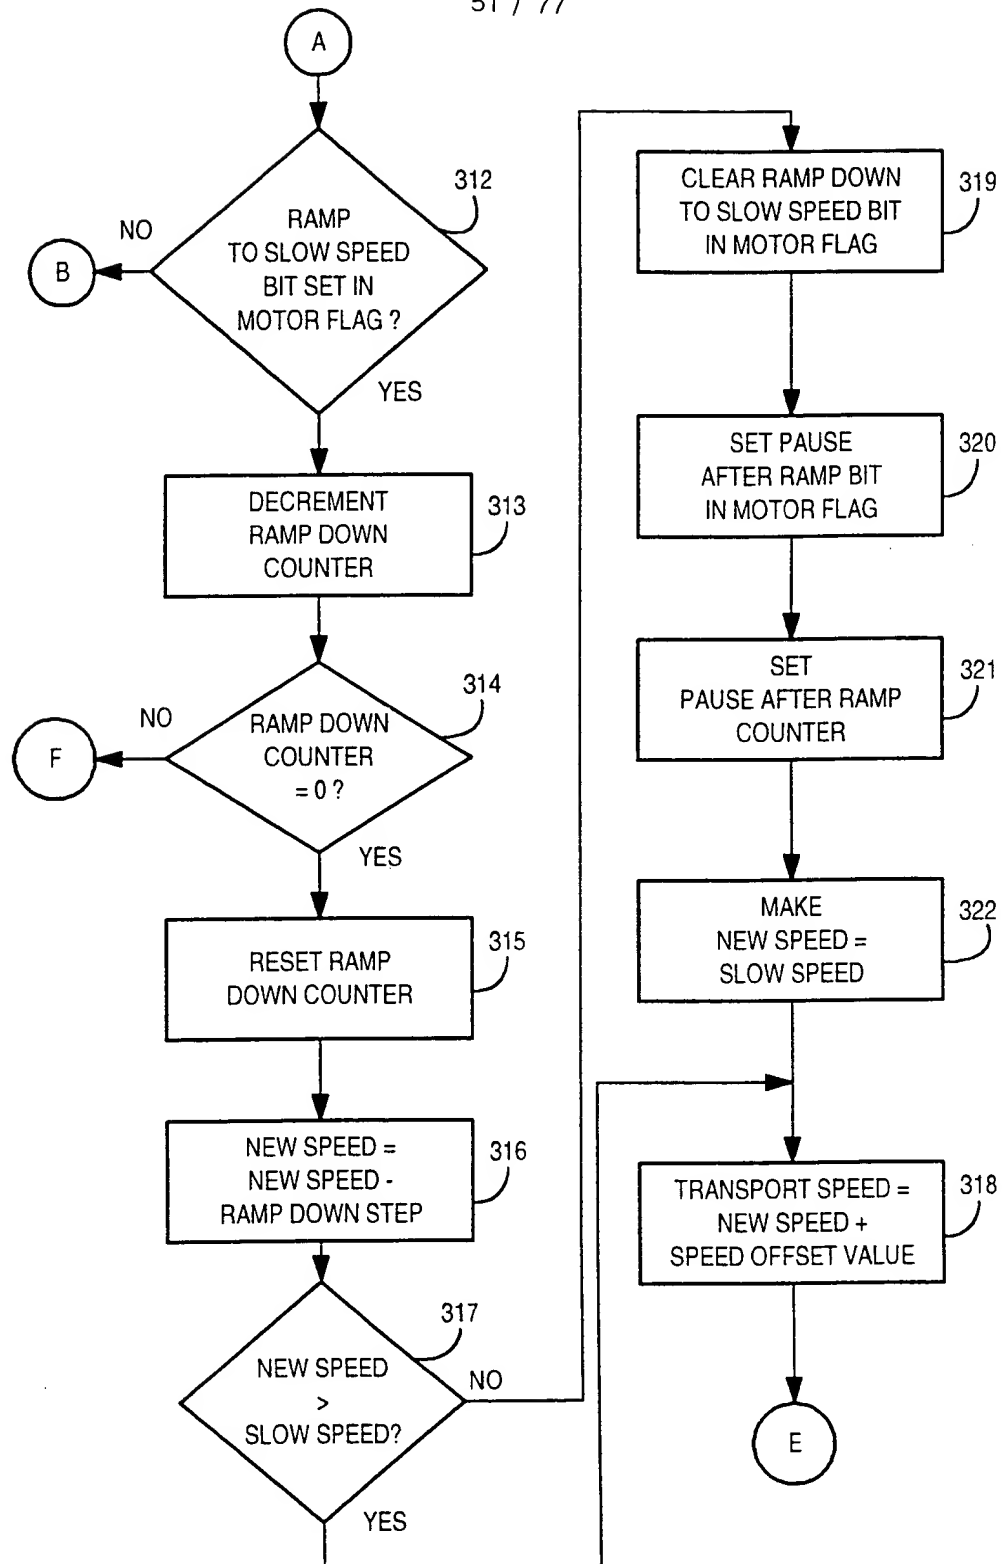 51 / 77
A
312
RAMP
TO SLOW SPEED
BIT SET IN
MOTOR FLAG ?
NO
B
YES
DECREMENT
RAMP DOWN
COUNTER
313
314
RAMP DOWN
COUNTER
= 0 ?
NO
F
YES
RESET RAMP
DOWN COUNTER
315
NEW SPEED =
NEW SPEED -
RAMP DOWN STEP
316
317
NEW SPEED
>
SLOW SPEED?
NO
YES
CLEAR RAMP DOWN
TO SLOW SPEED BIT
IN MOTOR FLAG
319
SET PAUSE
AFTER RAMP BIT
IN MOTOR FLAG
320
SET
PAUSE AFTER RAMP
COUNTER
321
MAKE
NEW SPEED =
SLOW SPEED
322
TRANSPORT SPEED =
NEW SPEED +
SPEED OFFSET VALUE
318
E